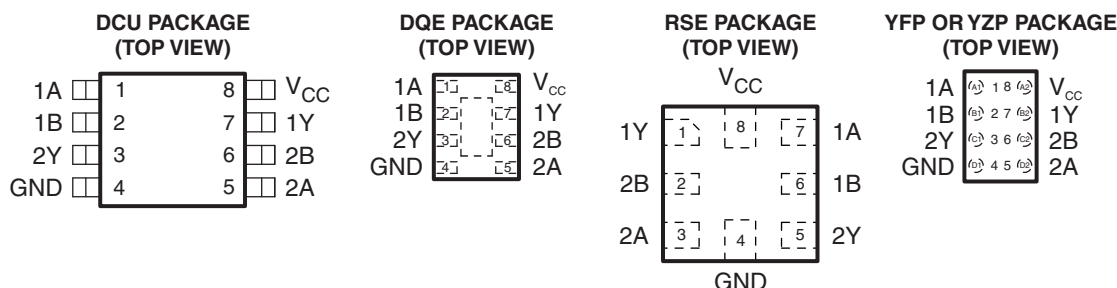 DCU PACKAGE
(TOP VIEW)
1A 1 8 VCC
1B 2 7 1Y
2Y 3 6 2B
GND 4 5 2A
DQE PACKAGE
(TOP VIEW)
1A 1 8 VCC
1B 2 7 1Y
2Y 3 6 2B
GND 4 5 2A
RSE PACKAGE
(TOP VIEW)
VCC
1Y 1 8 7 1A
2B 2 6 1B
2A 3 4 5 2Y
GND
YFP OR YZP PACKAGE
(TOP VIEW)
1A A1 1 8 A2 VCC
1B B1 2 7 B2 1Y
2Y C1 3 6 C2 2B
GND D1 4 5 D2 2A